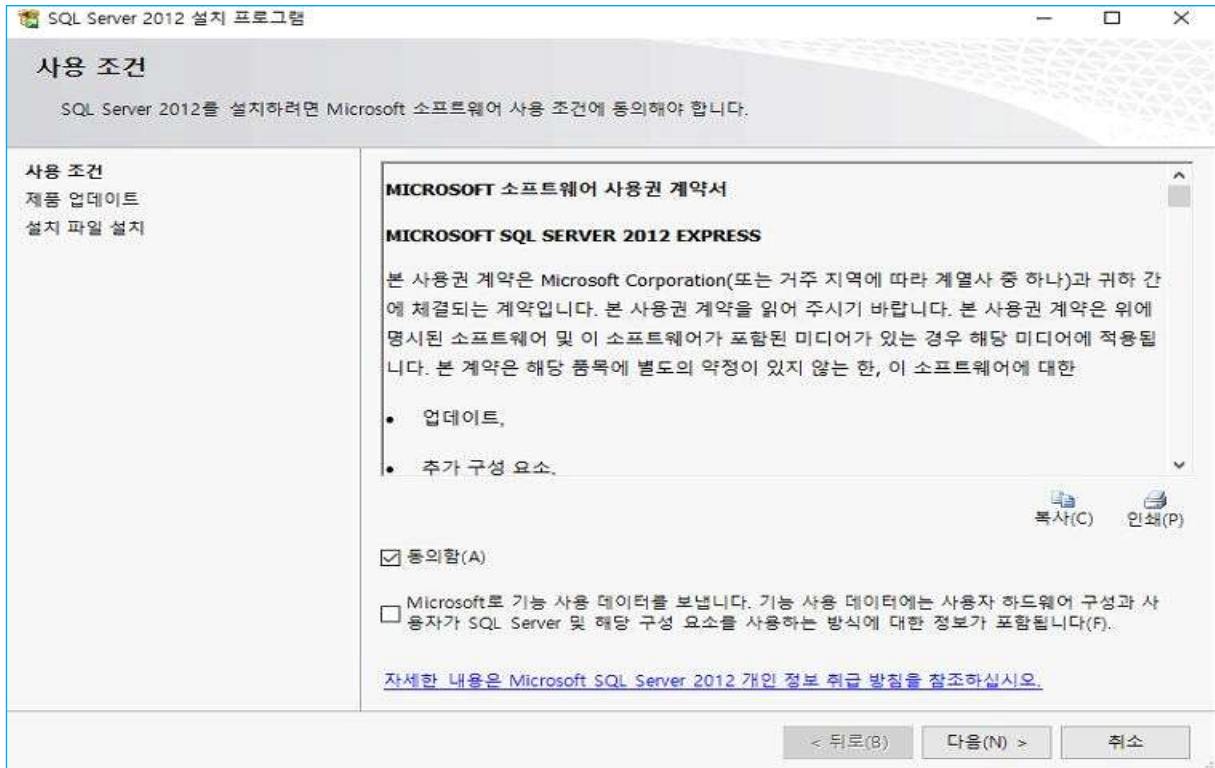 SQL Server 2012 설치 프로그램
사용 조건
SQL Server 2012를 설치하려면 Microsoft 소프트웨어 사용 조건에 동의해야 합니다.
사용 조건
제품 업데이트
설치 파일 설치
MICROSOFT 소프트웨어 사용권 계약서
MICROSOFT SQL SERVER 2012 EXPRESS
본 사용권 계약은 Microsoft Corporation(또는 거주 지역에 따라 계열사 중 하나)과 귀하 간
에 체결되는 계약입니다. 본 사용권 계약을 읽어 주시기 바랍니다. 본 사용권 계약은 위에
명시된 소프트웨어 및 이 소프트웨어가 포함된 미디어가 있는 경우 해당 미디어에 적용됩
니다. 본 계약은 해당 품목에 별도의 약정이 있지 않는 한, 이 소프트웨어에 대한
• 업데이트,
• 추가 구성 요소,
복사(C) 인쇄(P)
동의함(A)
Microsoft로 기능 사용 데이터를 보냅니다. 기능 사용 데이터에는 사용자 하드웨어 구성과 사
용자가 SQL Server 및 해당 구성 요소를 사용하는 방식에 대한 정보가 포함됩니다(F).
자세한 내용은 Microsoft SQL Server 2012 개인 정보 취급 방침을 참조하십시오.
< 뒤로(B) 다음(N) > 취소